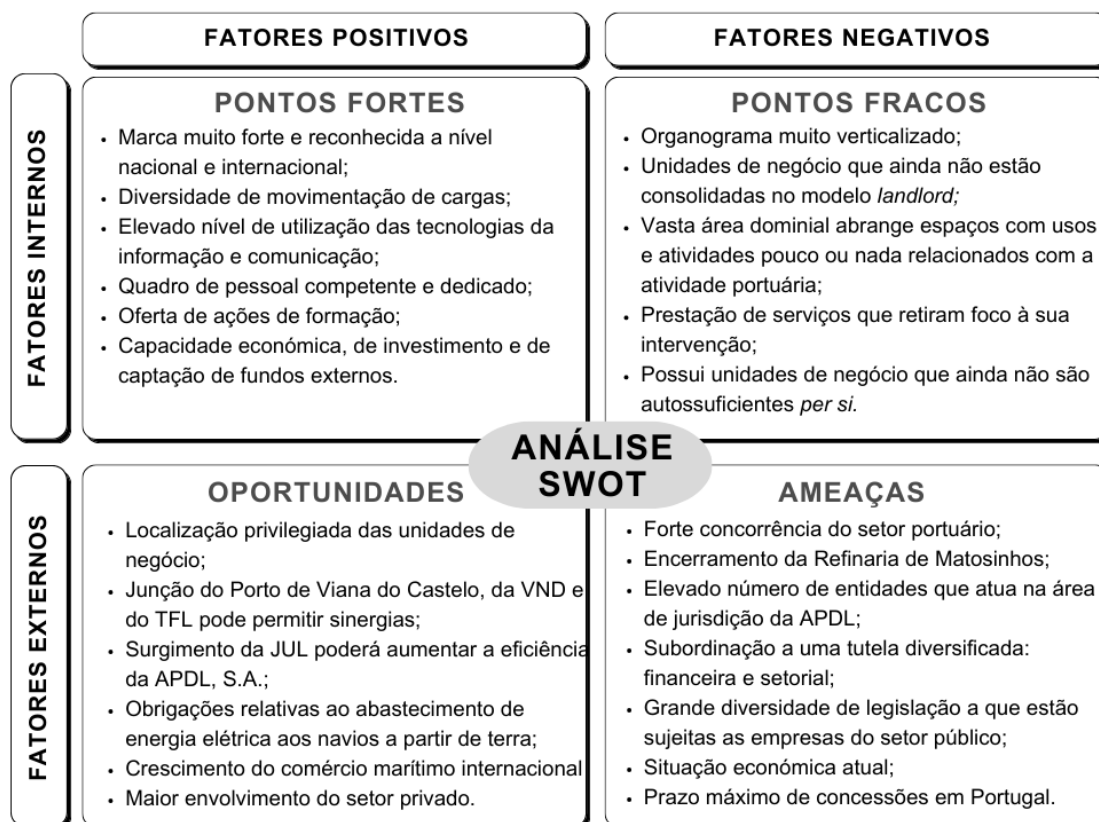 FATORES POSITIVOS
FATORES NEGATIVOS
FATORES INTERNOS
PONTOS FORTES
• Marca muito forte e reconhecida a nível
nacional e internacional;
• Diversidade de movimentação de cargas;
• Elevado nível de utilização das tecnologias da
informação e comunicação;
• Quadro de pessoal competente e dedicado;
• Oferta de ações de formação;
• Capacidade económica, de investimento e de
captação de fundos externos.
PONTOS FRACOS
• Organograma muito verticalizado;
• Unidades de negócio que ainda não estão
consolidadas no modelo landlord;
• Vasta área dominial abrange espaços com usos
e atividades pouco ou nada relacionados com a
atividade portuária;
• Prestação de serviços que retiram foco à sua
intervenção;
• Possui unidades de negócio que ainda não são
autossuficientes per si.
ANÁLISE
SWOT
FATORES EXTERNOS
OPORTUNIDADES
• Localização privilegiada das unidades de
negócio;
• Junção do Porto de Viana do Castelo, da VND e
do TFL pode permitir sinergias;
• Surgimento da JUL poderá aumentar a eficiência
da APDL, S.A.;
• Obrigações relativas ao abastecimento de
energia elétrica aos navios a partir de terra;
• Crescimento do comércio marítimo internacional
• Maior envolvimento do setor privado.
AMEAÇAS
• Forte concorrência do setor portuário;
• Encerramento da Refinaria de Matosinhos;
• Elevado número de entidades que atua na área
de jurisdição da APDL;
• Subordinação a uma tutela diversificada:
financeira e setorial;
• Grande diversidade de legislação a que estão
sujeitas as empresas do setor público;
• Situação económica atual;
• Prazo máximo de concessões em Portugal.